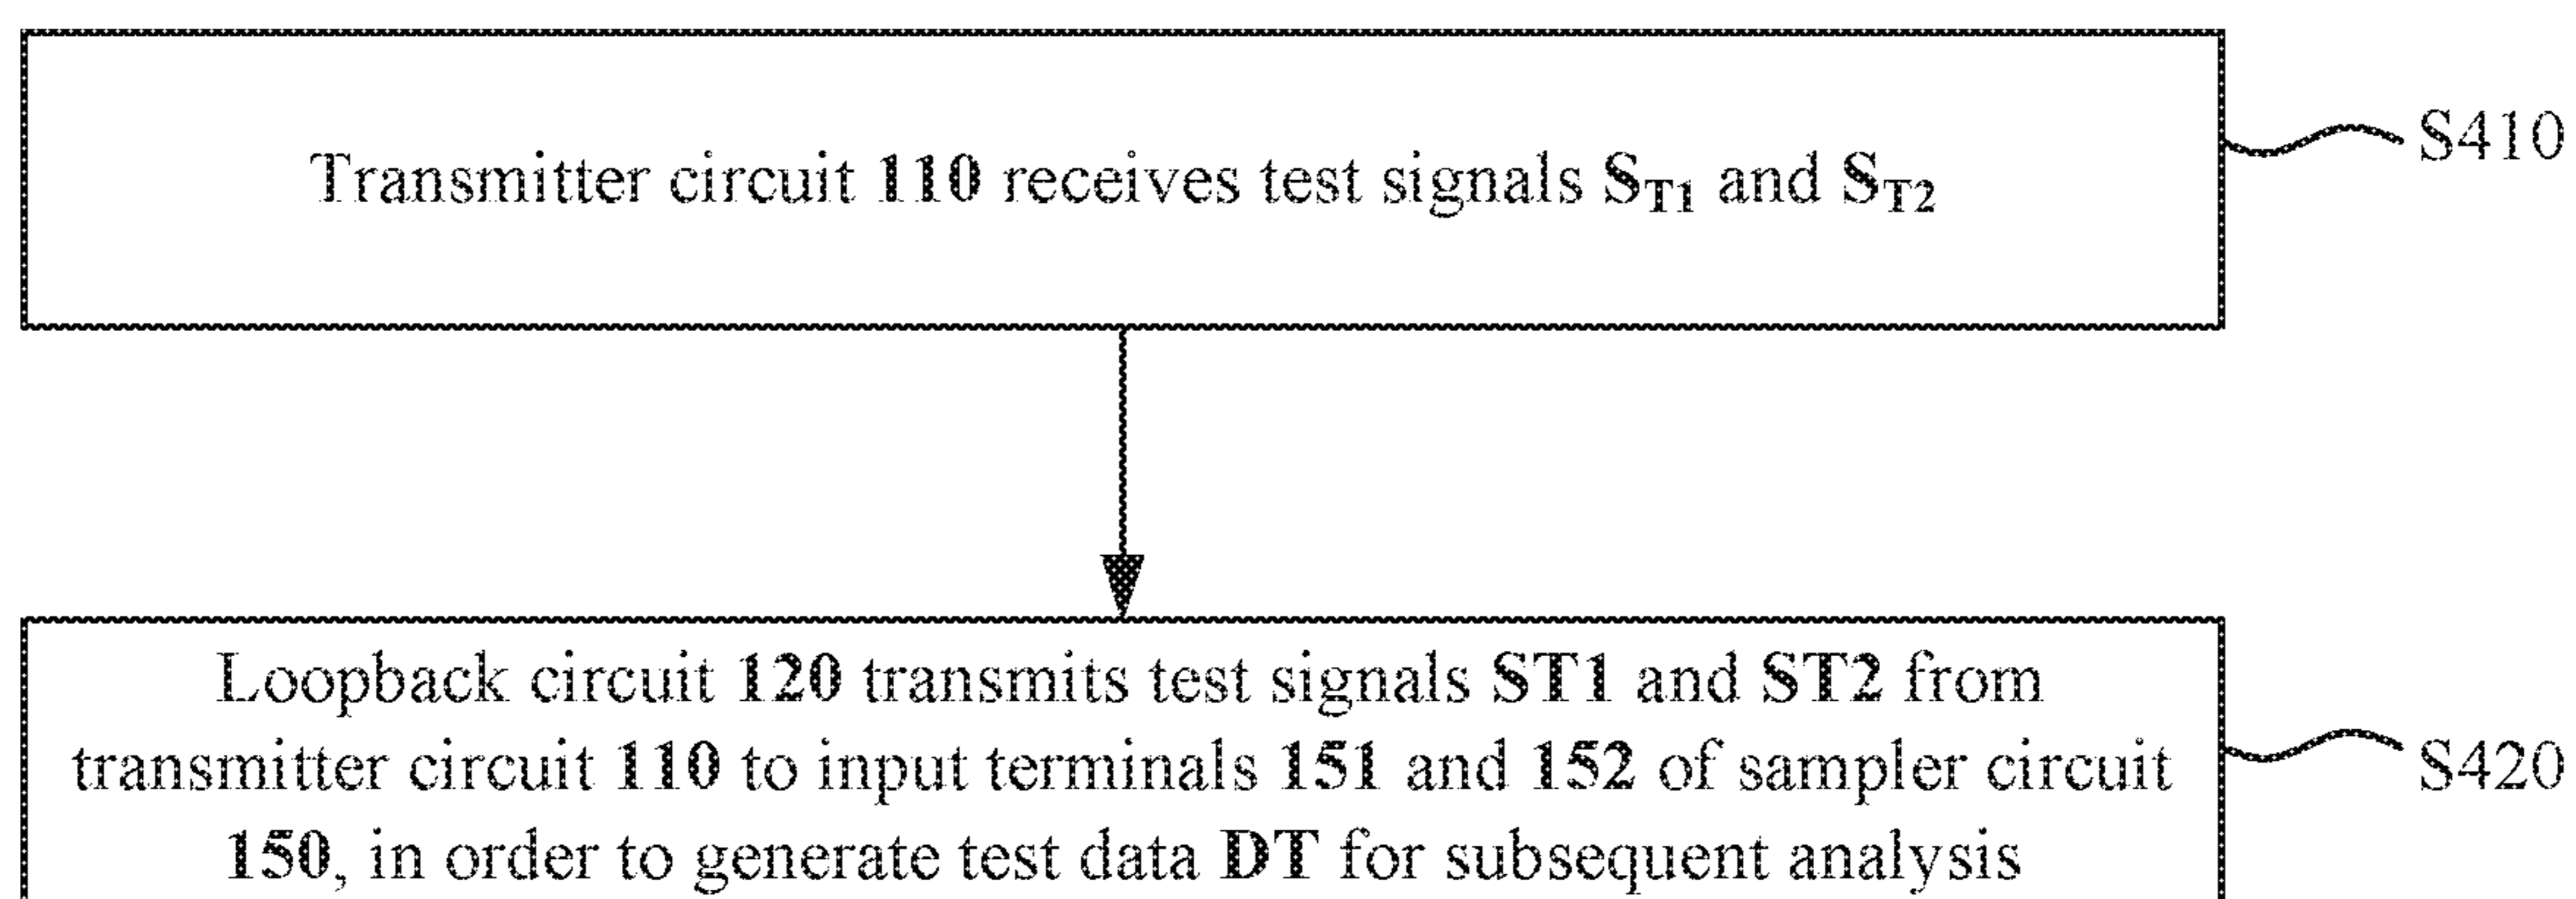 Transmitter circuit 110 receives test signals S_T1 and S_T2
S410
Loopback circuit 120 transmits test signals ST1 and ST2 from
transmitter circuit 110 to input terminals 151 and 152 of sampler circuit
150, in order to generate test data DT for subsequent analysis
S420